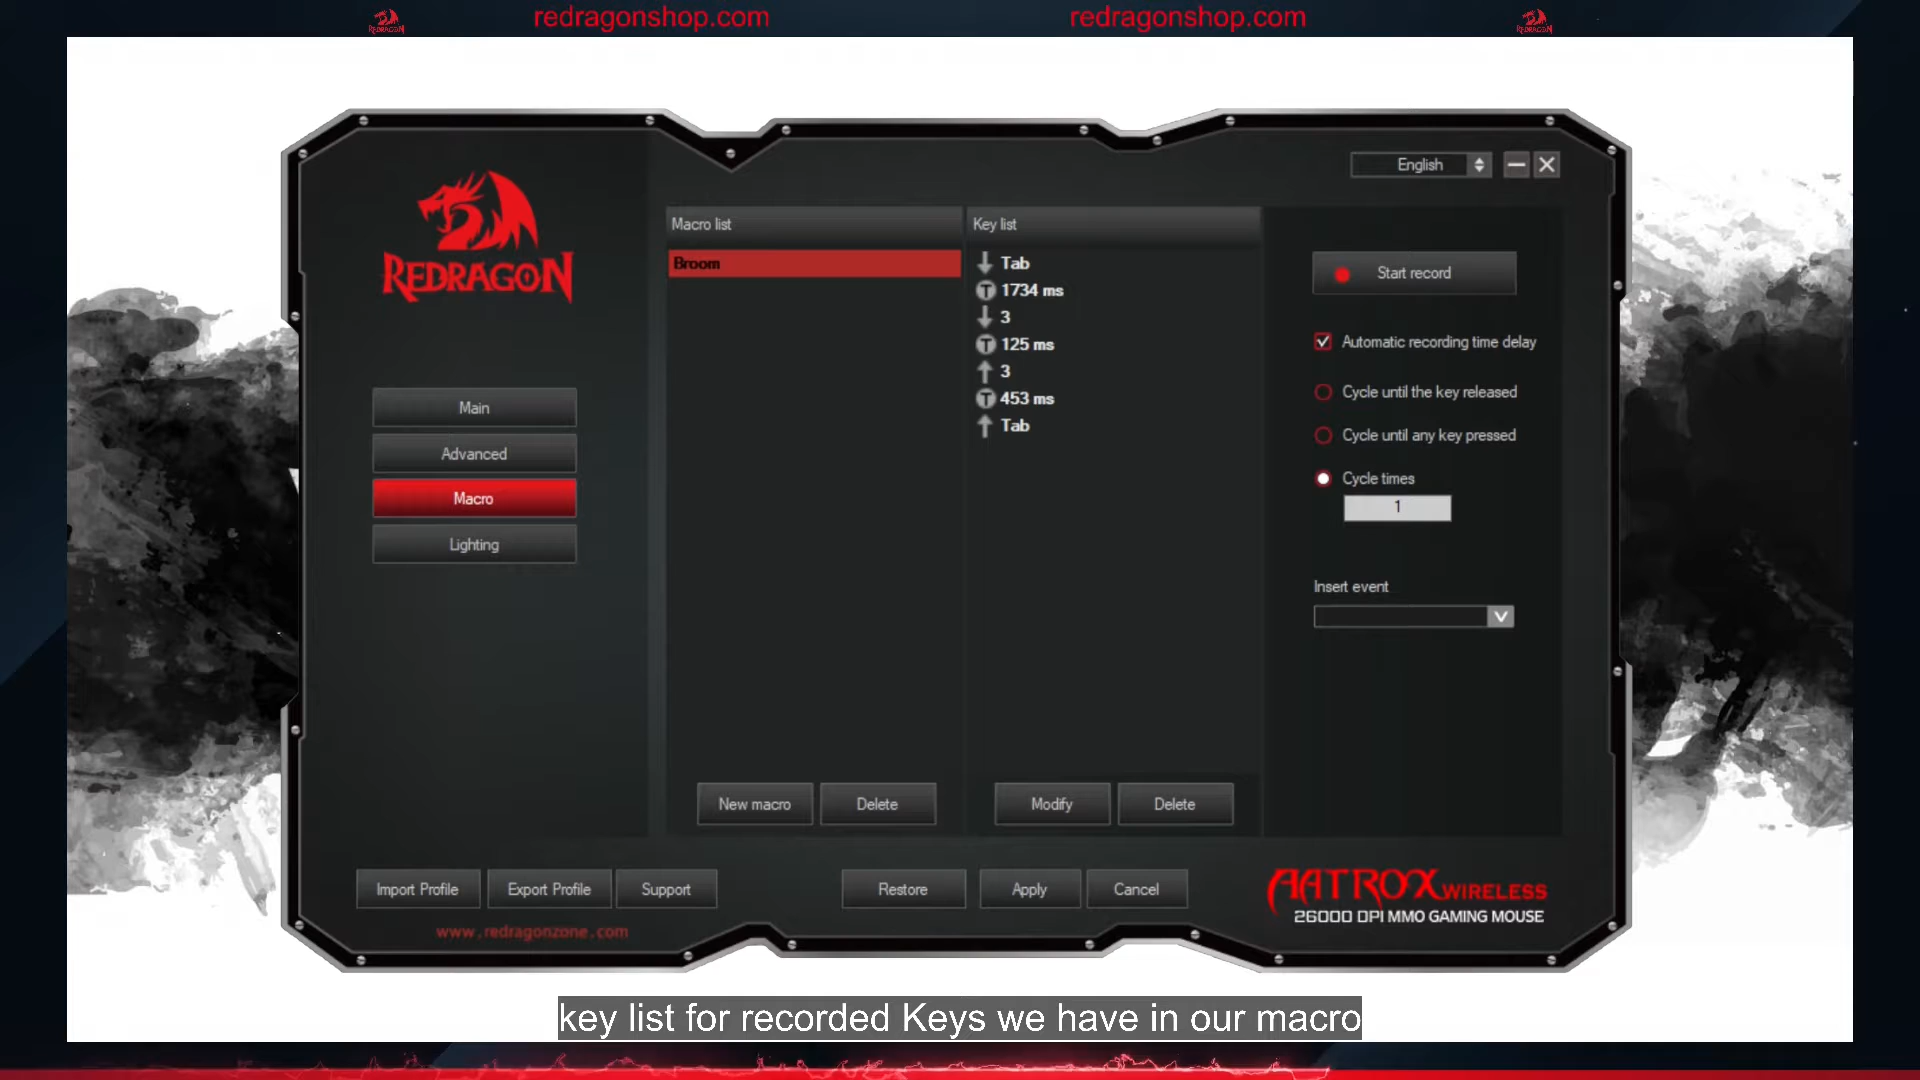 redragonshop.com
redragonshop.com
REDRAGON
REDRAGON
English
REDRAGON
Macro list
Key list
Broom
Tab
1734 ms
3
125 ms
3
453 ms
Tab
Start record
Automatic recording time delay
Cycle until the key released
Cycle until any key pressed
Cycle times
1
Insert event
Main
Advanced
Macro
Lighting
New macro
Delete
Modify
Delete
Import Profile
Export Profile
Support
Restore
Apply
Cancel
www.redragonzone.com
AATROX WIRELESS
26000 DPI MMO GAMING MOUSE
key list for recorded Keys we have in our macro